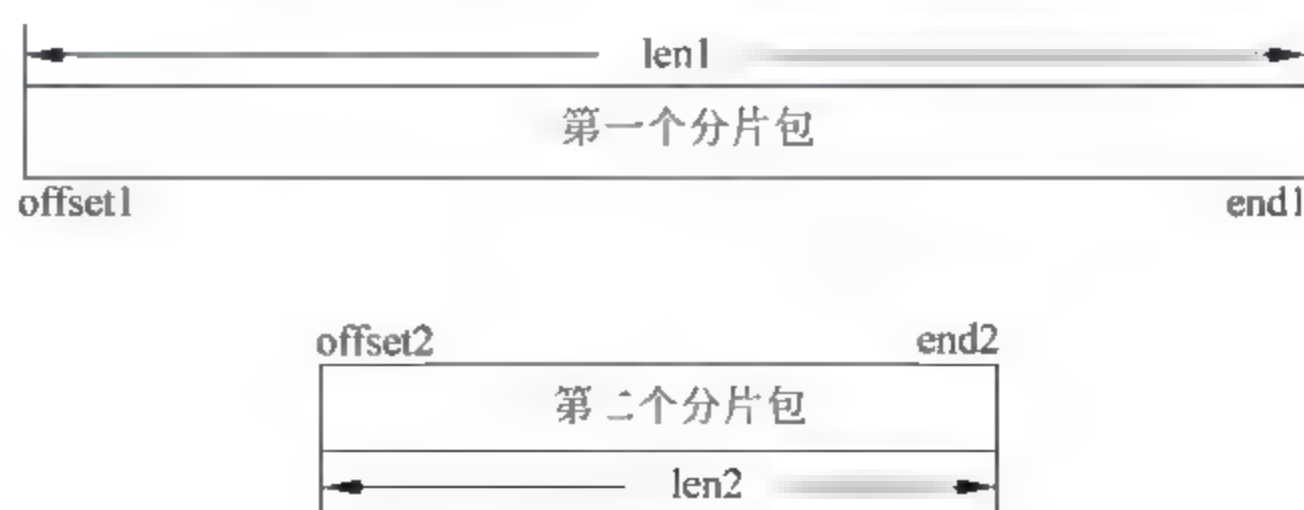 len1
第一个分片包
offset1
end1
offset2
end2
第二个分片包
len2